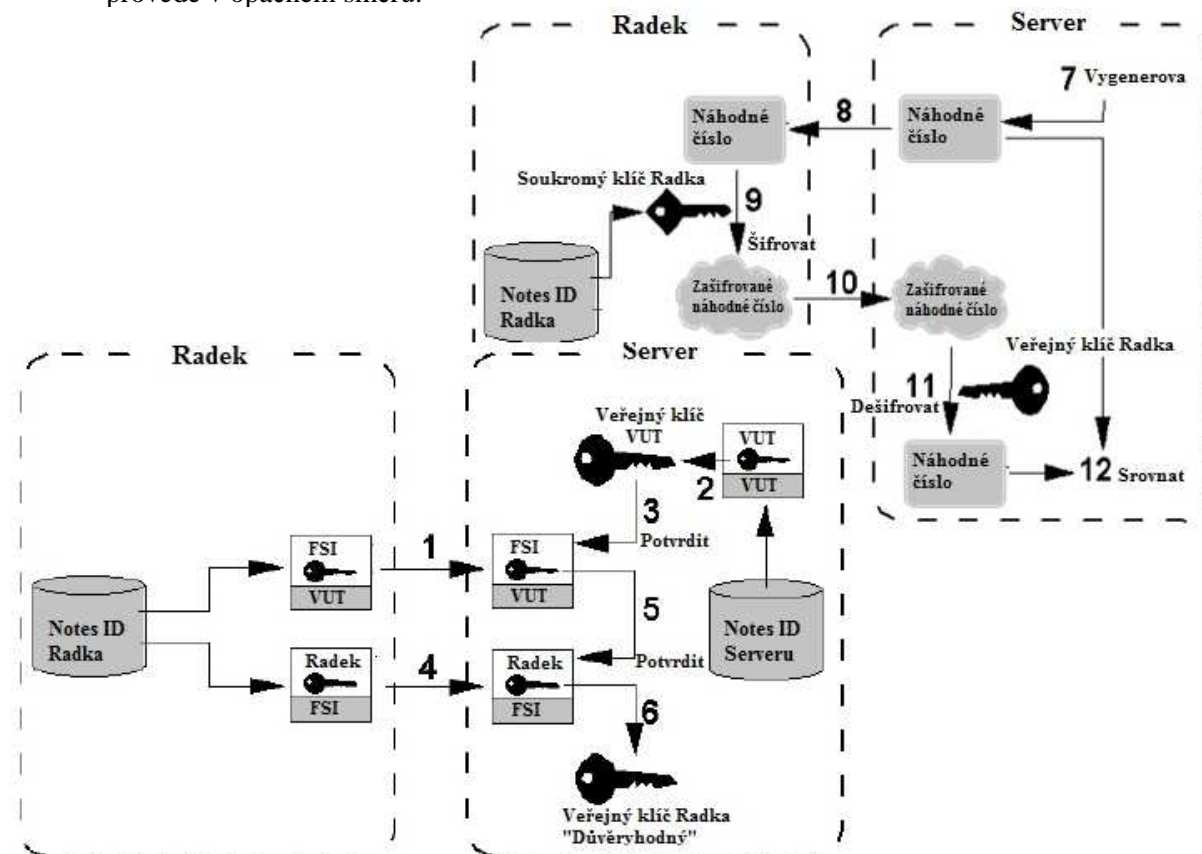 provede v opačném směru.
Radek
Server
7 Vygenerova
Náhodné
číslo
8
Náhodné
číslo
Soukromý klíč Radka
9
Šifrovat
Notes ID
Radka
Zašifrované
náhodné číslo
10
Zašifrované
náhodné číslo
Veřejný klíč Radka
11
Dešifrovat
Náhodné
číslo
12 Srovnat
Radek
Server
Veřejný klíč
VUT
VUT
VUT
2
3
Potvrdit
FSI
VUT
1
FSI
VUT
5
Notes ID
Radka
Notes ID
Serveru
Potvrdit
Radek
FSI
4
Radek
FSI
6
Veřejný klíč Radka
"Důvěryhodný"